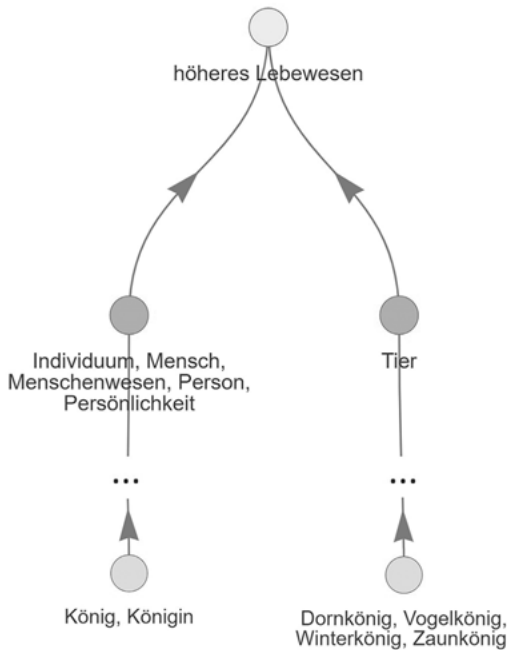 höheres Lebewesen
Individuum, Mensch,
Menschenwesen, Person,
Persönlichkeit
Tier
...
...
König, Königin
Dornkönig, Vogelkönig,
Winterkönig, Zaunkönig